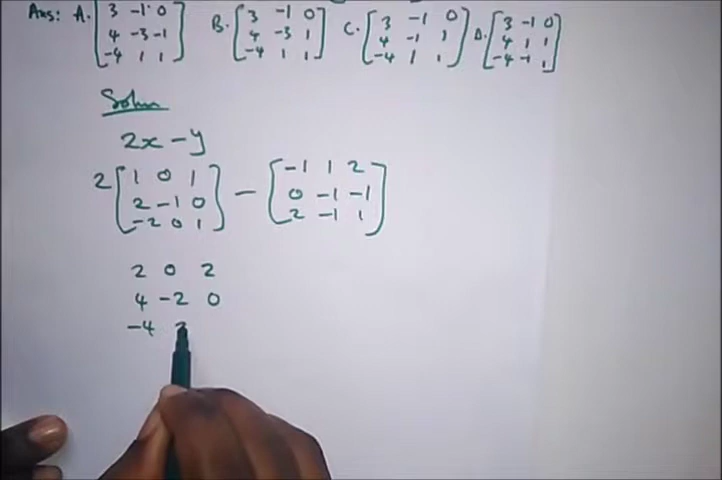 Ans: A. [3 -1 0 B. [3 -1 0 C. [3 -1 0 D. [3 -1 0
4 -3 -1 4 -3 1 4 -1 1 4 1 1
-4 1 1] -4 1 1] -4 1 1] -4 -1 1]
Soln
2x - y
2[1 0 1 - [-1 1 2
2 -1 0 0 -1 -1
-2 0 1] 2 -1 1]
2 0 2
4 -2 0
-4